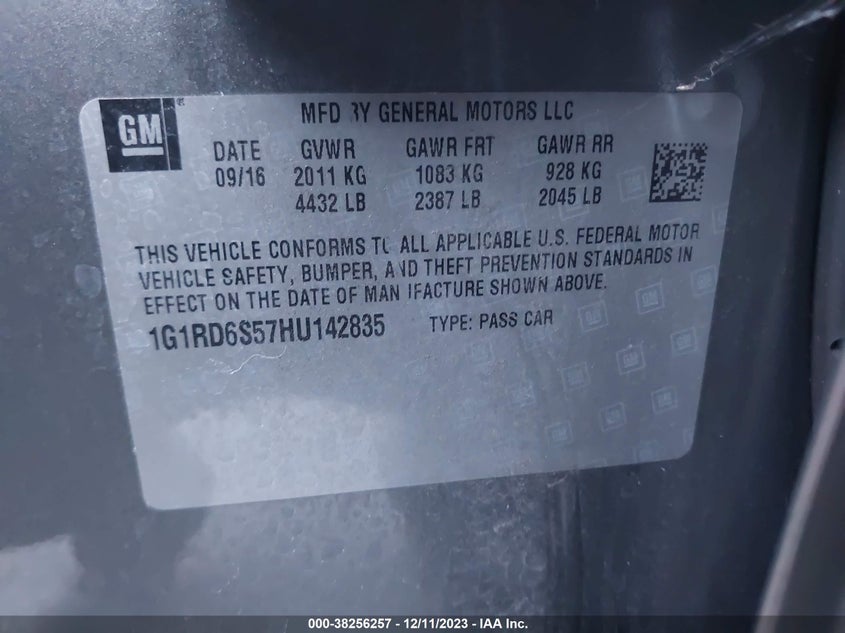 GM
MFD BY GENERAL MOTORS LLC
DATE GVWR GAWR FRT GAWR RR
09/16 2011 KG 1083 KG 928 KG
4432 LB 2387 LB 2045 LB
THIS VEHICLE CONFORMS TO ALL APPLICABLE U.S. FEDERAL MOTOR
VEHICLE SAFETY, BUMPER, AND THEFT PREVENTION STANDARDS IN
EFFECT ON THE DATE OF MANUFACTURE SHOWN ABOVE.
1G1RD6S57HU142835 TYPE: PASS CAR
000-38256257 - 12/11/2023 - IAA Inc.